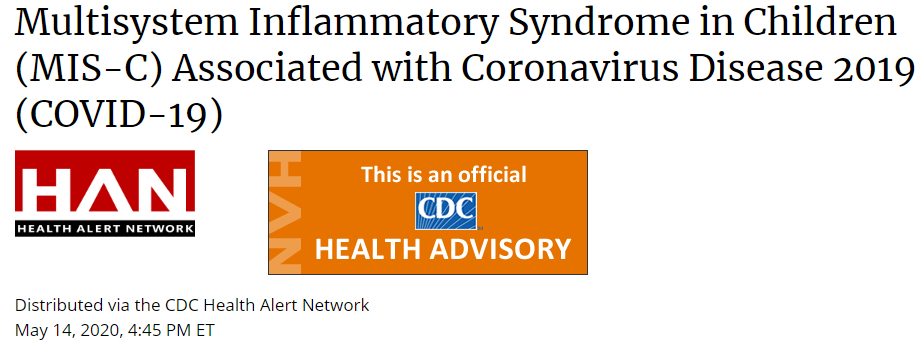 Multisystem Inflammatory Syndrome in Children
(MIS-C) Associated with Coronavirus Disease 2019
(COVID-19)
HAN
HEALTH ALERT NETWORK
HAN
This is an official
CDC
HEALTH ADVISORY
Distributed via the CDC Health Alert Network
May 14, 2020, 4:45 PM ET